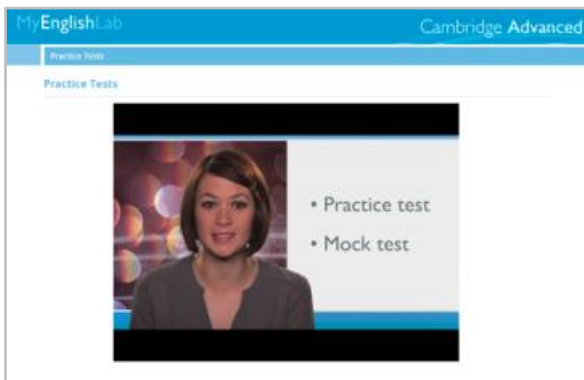 MyEnglishLab
Cambridge Advanced
Practice Tests
Practice Tests
• Practice test
• Mock test